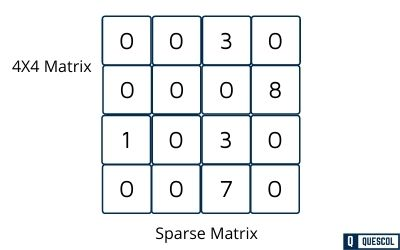 0 0 3 0
4X4 Matrix
0 0 0 8
1 0 3 0
0 0 7 0
Sparse Matrix
Q QUESCOL